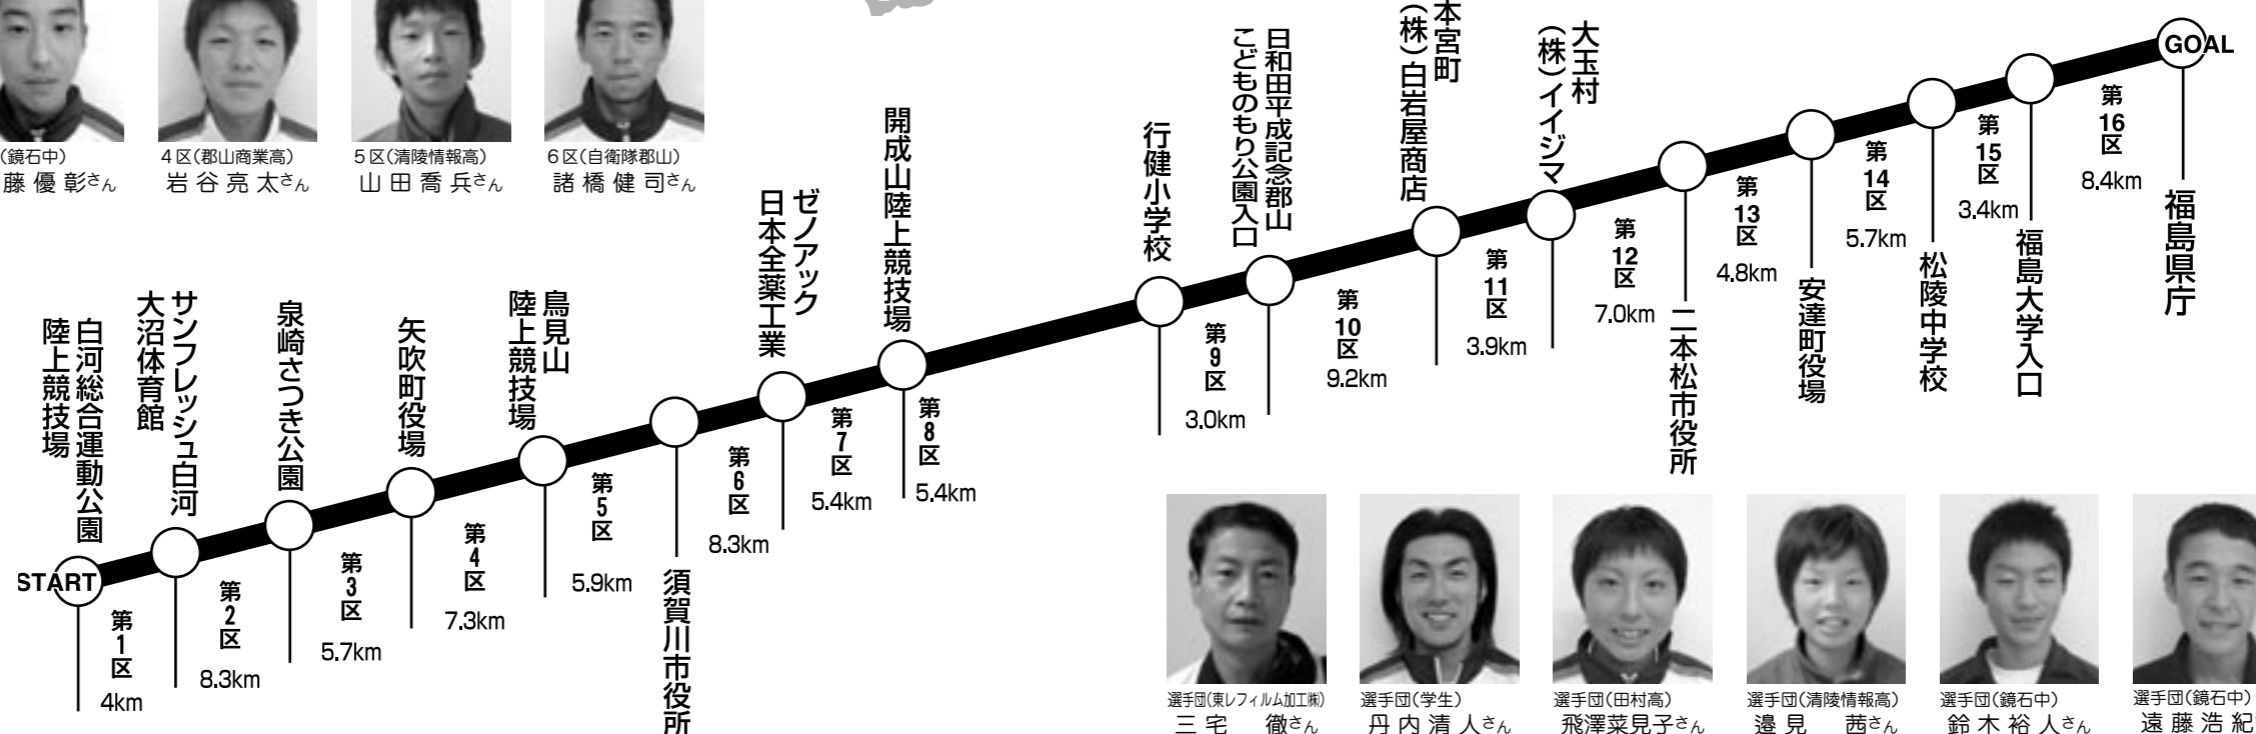 (鏡石中)
藤優彰さん
4区(郡山商業高)
岩谷亮太さん
5区(清陵情報高)
山田喬兵さん
6区(自衛隊郡山)
諸橋健司さん
START
白河総合運動公園
陸上競技場
第1区
4km
サンフレッシュ白河
大沼体育館
第2区
8.3km
泉崎さつき公園
第3区
5.7km
矢吹町役場
第4区
7.3km
鳥見山
陸上競技場
第5区
5.9km
須賀川市役所
第6区
8.3km
ゼノアック
日本全薬工業
第7区
5.4km
開成山陸上競技場
第8区
5.4km
行健小学校
第9区
3.0km
日和田平成記念郡山
こどものもり公園入口
第10区
9.2km
本宮町
(株)白岩屋商店
第11区
3.9km
大玉村
(株)イイジマ
第12区
7.0km
二本松市役所
第13区
4.8km
安達町役場
第14区
5.7km
松陵中学校
第15区
3.4km
福島大学入口
第16区
8.4km
GOAL
福島県庁
選手団(東レフィルム加工㈱)
三宅 徹さん
選手団(学生)
丹内清人さん
選手団(田村高)
飛澤菜見子さん
選手団(清陵情報高)
邉見 茜さん
選手団(鏡石中)
鈴木裕人さん
選手団(鏡石中)
遠藤浩紀